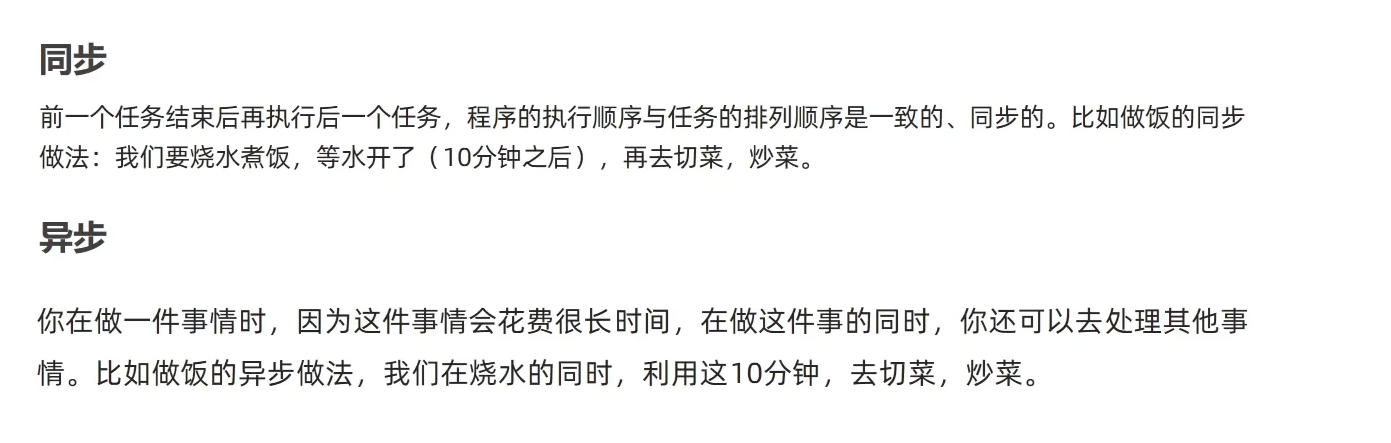 同步
前一个任务结束后再执行后一个任务，程序的执行顺序与任务的排列顺序是一致的、同步的。比如做饭的同步
做法：我们要烧水煮饭，等水开了（10分钟之后），再去切菜，炒菜。
异步
你在做一件事情时，因为这件事情会花费很长时间，在做这件事的同时，你还可以去处理其他事
情。比如做饭的异步做法，我们在烧水的同时，利用这10分钟，去切菜，炒菜。